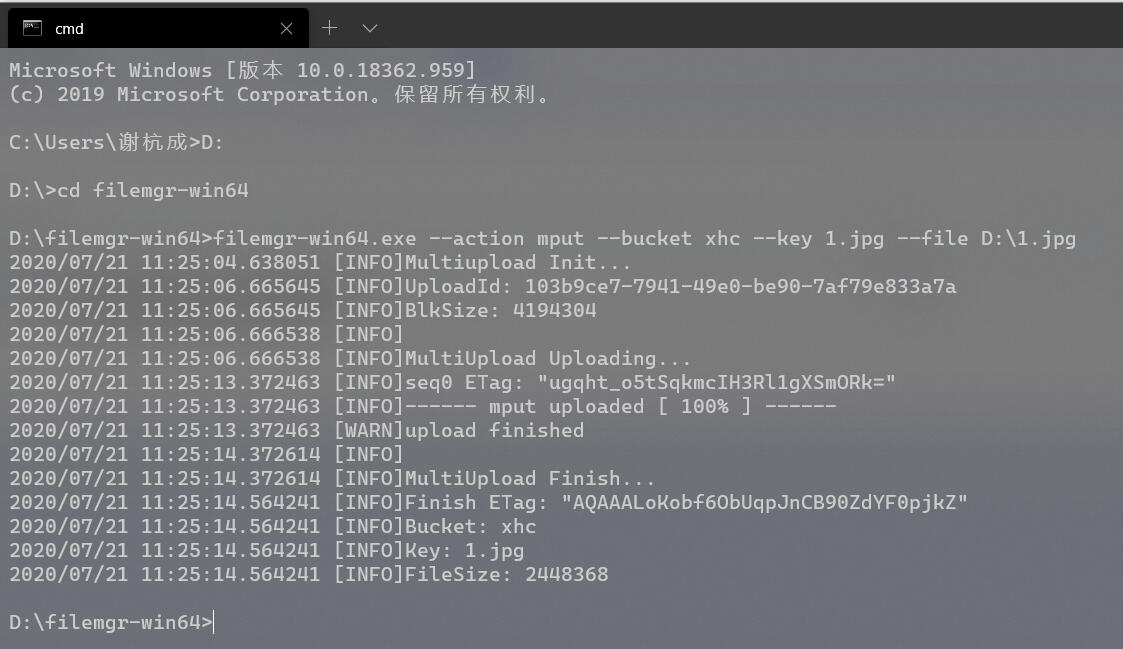 cmd
Microsoft Windows [版本 10.0.18362.959]
(c) 2019 Microsoft Corporation。保留所有权利。
C:\Users\谢杭成>D:
D:\>cd filemgr-win64
D:\filemgr-win64>filemgr-win64.exe --action mput --bucket xhc --key 1.jpg --file D:\1.jpg
2020/07/21 11:25:04.638051 [INFO]Multiupload Init...
2020/07/21 11:25:06.665645 [INFO]UploadId: 103b9ce7-7941-49e0-be90-7af79e833a7a
2020/07/21 11:25:06.665645 [INFO]BlkSize: 4194304
2020/07/21 11:25:06.666538 [INFO]
2020/07/21 11:25:06.666538 [INFO]MultiUpload Uploading...
2020/07/21 11:25:13.372463 [INFO]seq0 ETag: "ugqht_o5tSqkmcIH3Rl1gXSmORk="
2020/07/21 11:25:13.372463 [INFO]------ mput uploaded [ 100% ] ------
2020/07/21 11:25:13.372463 [WARN]upload finished
2020/07/21 11:25:14.372614 [INFO]
2020/07/21 11:25:14.372614 [INFO]MultiUpload Finish...
2020/07/21 11:25:14.564241 [INFO]Finish ETag: "AQAAALoKobf6ObUqpJnCB90ZdYF0pjkZ"
2020/07/21 11:25:14.564241 [INFO]Bucket: xhc
2020/07/21 11:25:14.564241 [INFO]Key: 1.jpg
2020/07/21 11:25:14.564241 [INFO]FileSize: 2448368
D:\filemgr-win64>